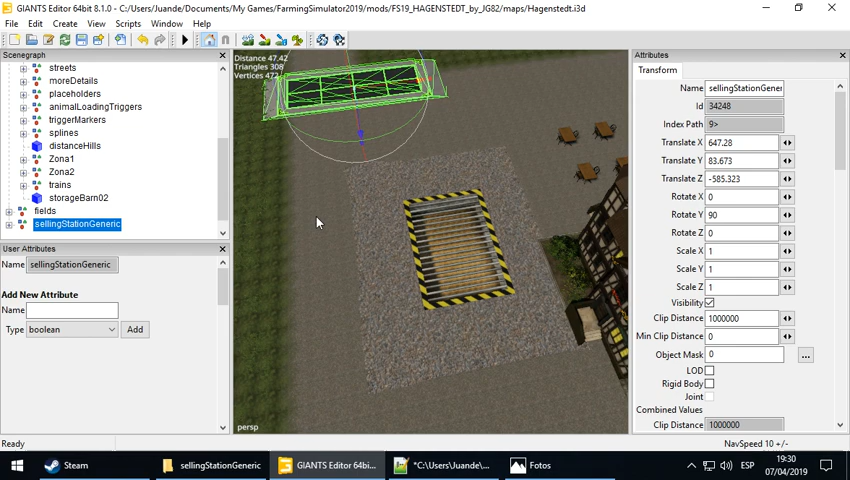 GIANTS Editor 64bit 8.1.0 - C:/Users/Juande/Documents/My Games/FarmingSimulator2019/mods/FS19_HAGENSTEDT_by_JG82/maps/Hagenstedt.i3d
File Edit Create View Scripts Window Help
Scenegraph
streets
moreDetails
placeholders
animalLoadingTriggers
triggerMarkers
splines
distanceHills
Zona1
Zona2
trains
storageBarn02
fields
sellingStationGeneric
User Attributes
Name sellingStationGeneric
Add New Attribute
Name
Type boolean Add
Distance 47.42
Triangles 308
Vertices 472
persp
Attributes
Transform
Name sellingStationGener
Id 34248
Index Path 9>
Translate X 647.28
Translate Y 83.673
Translate Z -585.323
Rotate X 0
Rotate Y 90
Rotate Z 0
Scale X 1
Scale Y 1
Scale Z 1
Visibility
Clip Distance 1000000
Min Clip Distance 0
Object Mask 0 ...
LOD
Rigid Body
Joint
Combined Values
Clip Distance 1000000
Ready NavSpeed 10 +/-
Steam sellingStationGeneric GIANTS Editor 64bi... *C:\Users\Juande\... Fotos ESP 19:30
07/04/2019